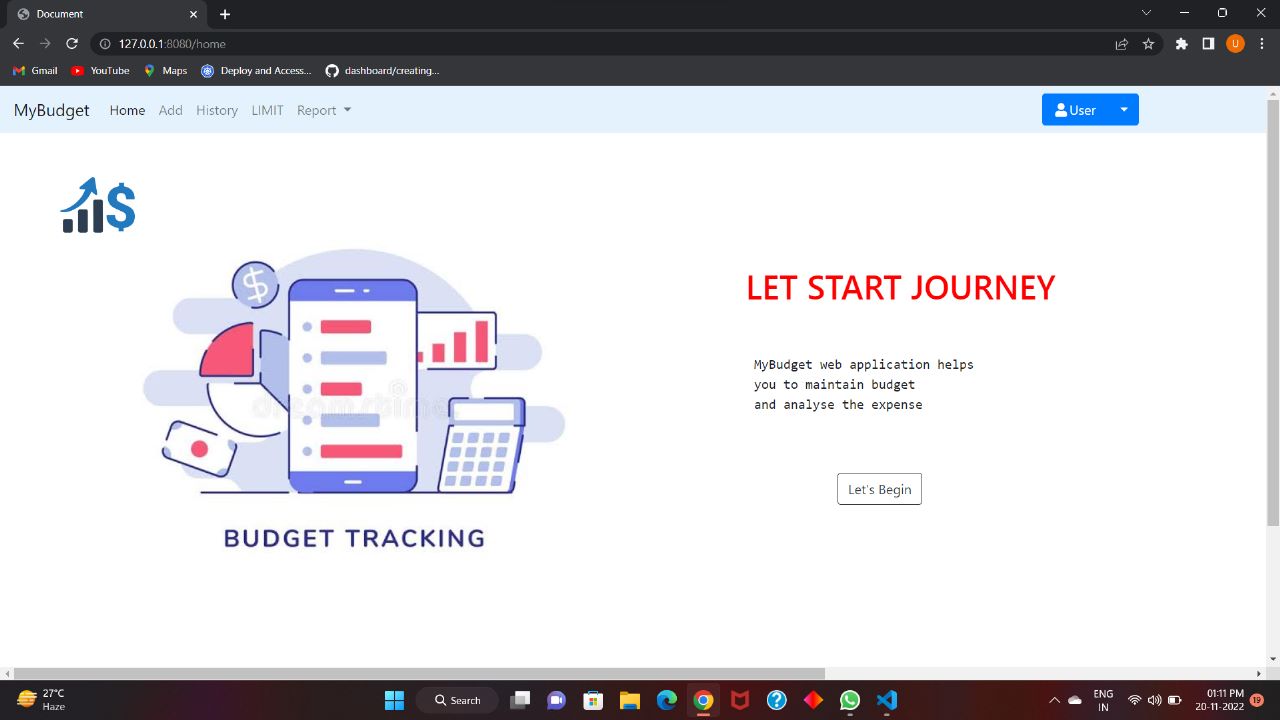 Document
127.0.0.1:8080/home
U
Gmail
YouTube
Maps
Deploy and Access...
dashboard/creating...
MyBudget
Home
Add
History
LIMIT
Report
User
$
$
LET START JOURNEY
MyBudget web application helps
you to maintain budget
and analyse the expense
Let's Begin
BUDGET TRACKING
27°C
Haze
Search
ENG
IN
01:11 PM
20-11-2022
19